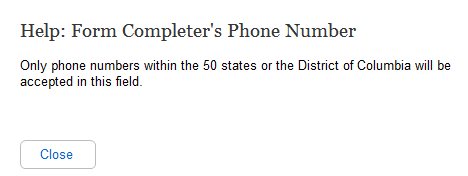 Help: Form Completer's Phone Number
Only phone numbers within the 50 states or the District of Columbia will be
accepted in this field.
Close